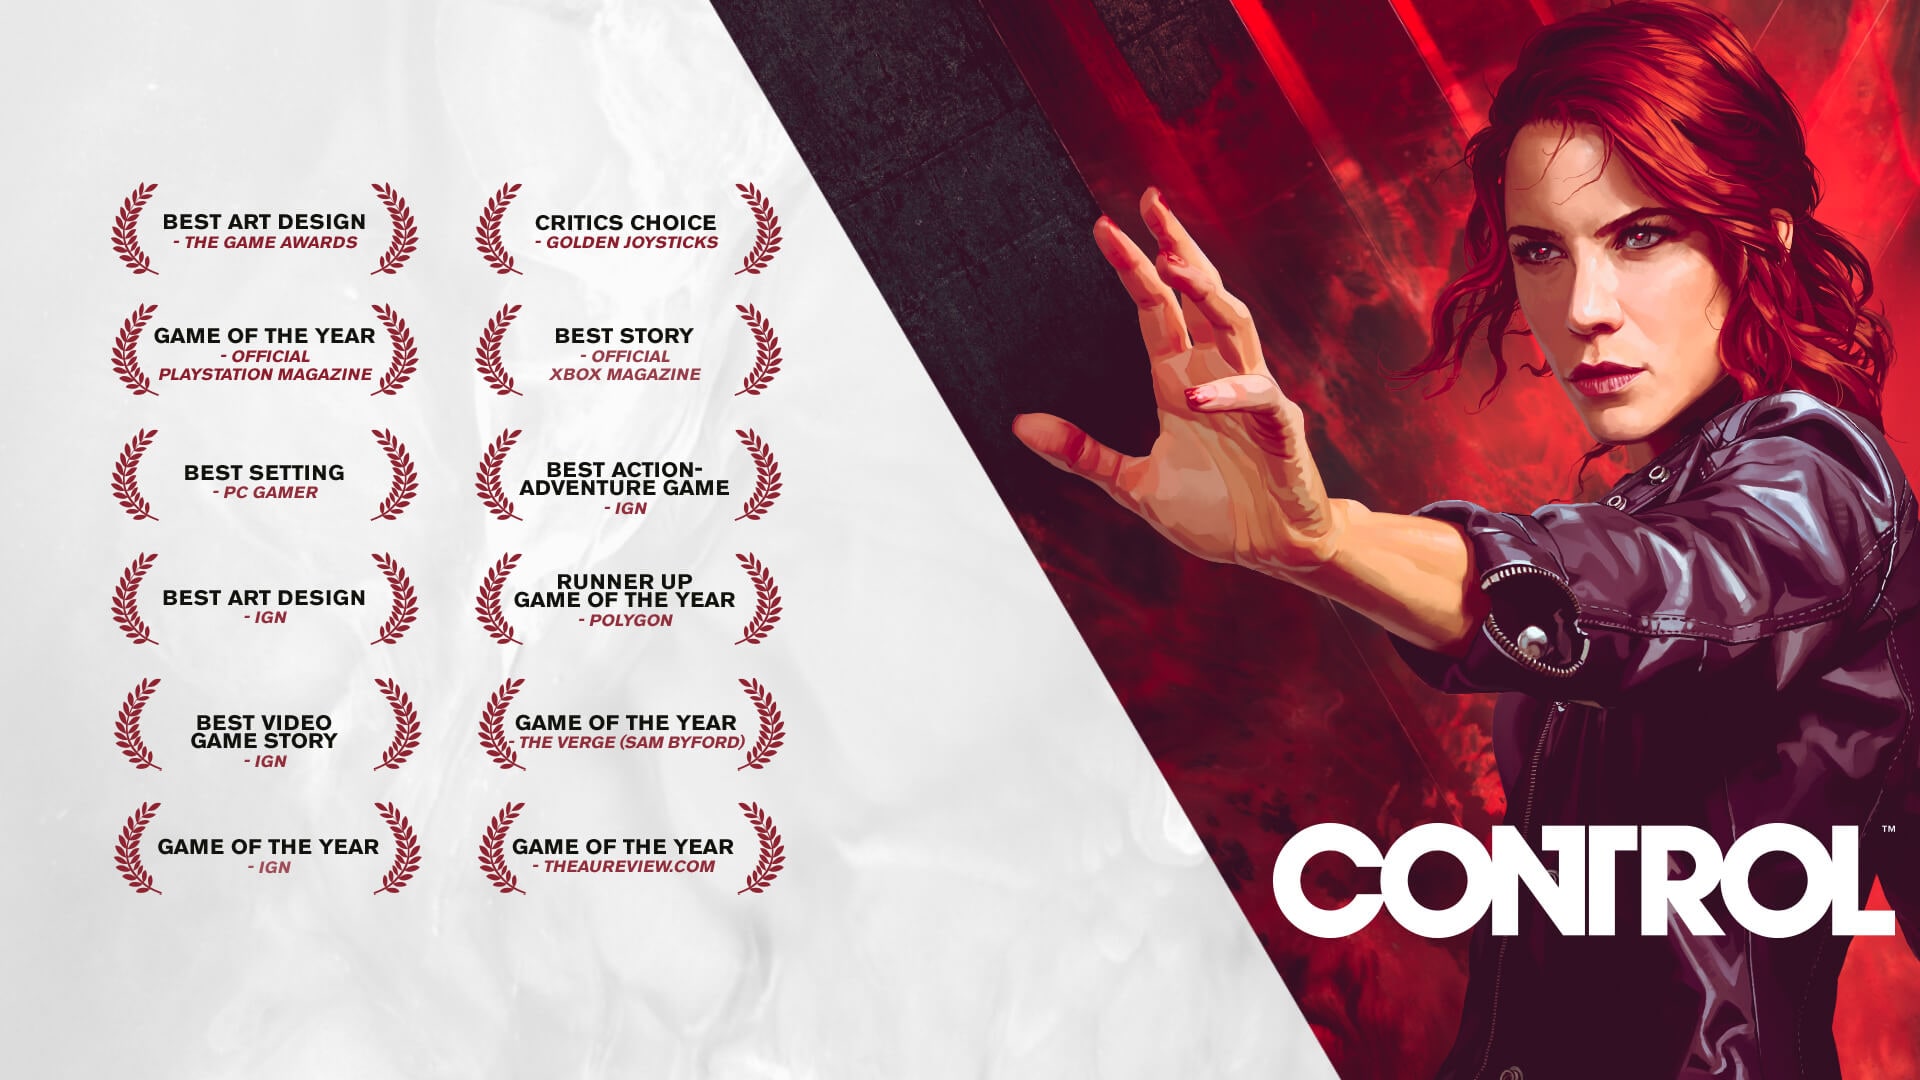 BEST ART DESIGN
- THE GAME AWARDS
CRITICS CHOICE
- GOLDEN JOYSTICKS
GAME OF THE YEAR
- OFFICIAL
PLAYSTATION MAGAZINE
BEST STORY
- OFFICIAL
XBOX MAGAZINE
BEST SETTING
- PC GAMER
BEST ACTION-
ADVENTURE GAME
- IGN
BEST ART DESIGN
- IGN
RUNNER UP
GAME OF THE YEAR
- POLYGON
BEST VIDEO
GAME STORY
- IGN
GAME OF THE YEAR
- THE VERGE (SAM BYFORD)
GAME OF THE YEAR
- IGN
GAME OF THE YEAR
- THEAUREVIEW.COM
CONTROL™